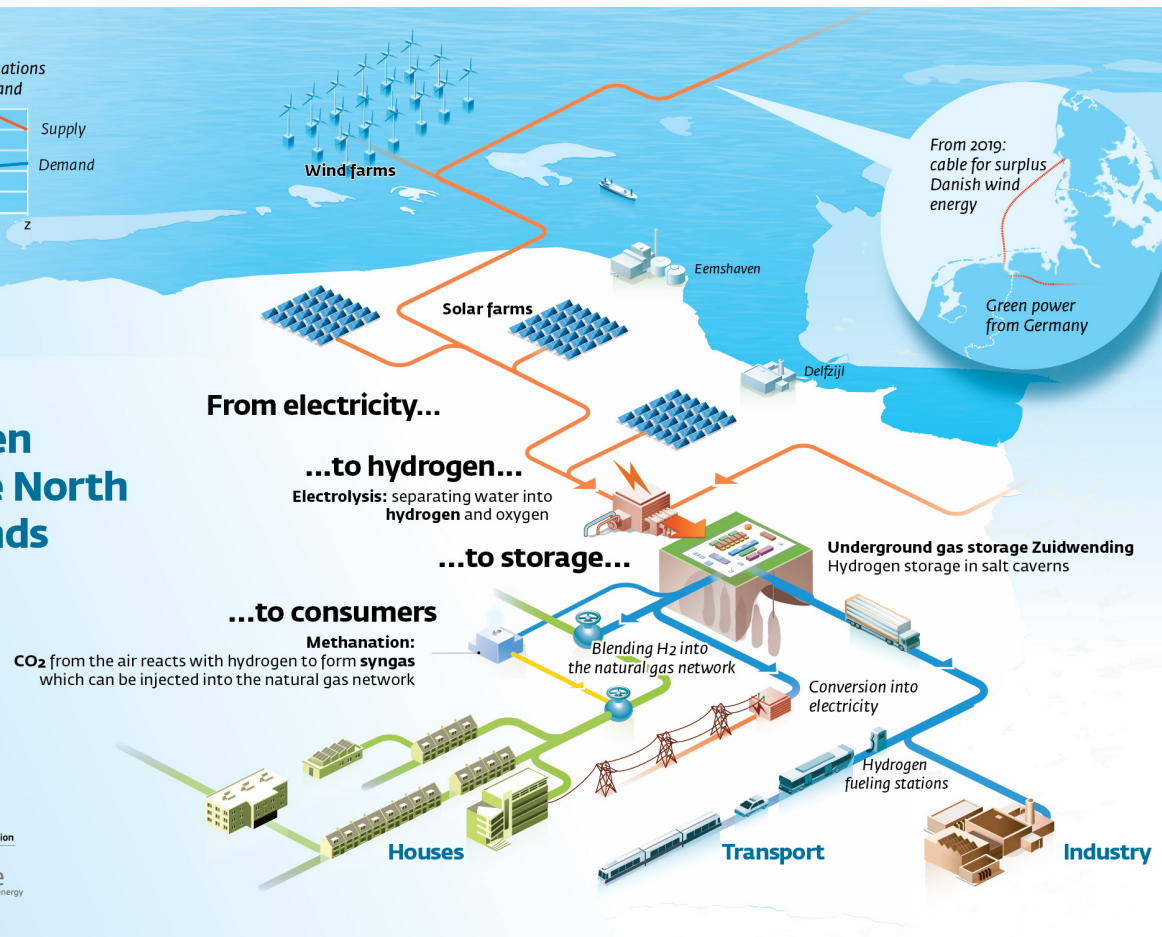 ations
and
Supply
Demand
z
Wind farms
From 2019:
cable for surplus
Danish wind
energy
Green power
from Germany
Eemshaven
Solar farms
Delfzijl
en
e North
nds
From electricity...
...to hydrogen...
Electrolysis: separating water into
hydrogen and oxygen
...to storage...
Underground gas storage Zuidwending
Hydrogen storage in salt caverns
...to consumers
Methanation:
CO2 from the air reacts with hydrogen to form syngas
which can be injected into the natural gas network
Blending H2 into
the natural gas network
Conversion into
electricity
Hydrogen
fueling stations
Houses
Transport
Industry
ion
e
energy